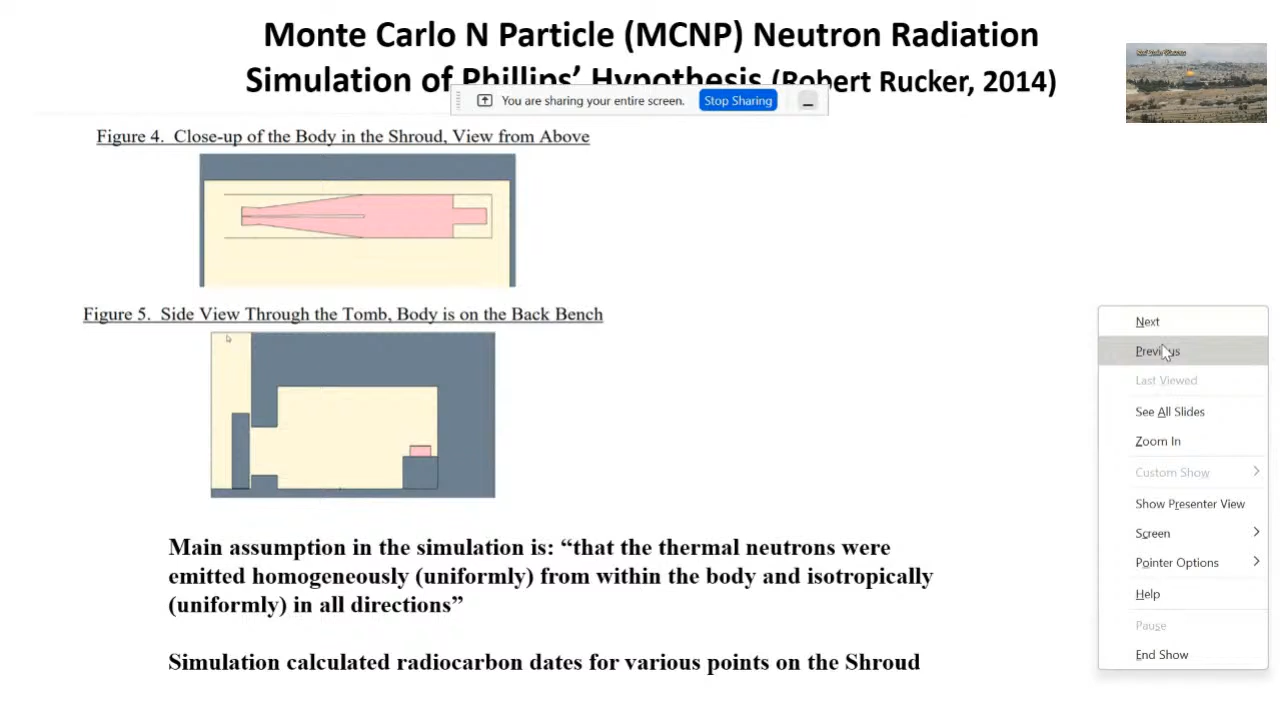 Monte Carlo N Particle (MCNP) Neutron Radiation
Simulation of Phillips' Hypothesis (Robert Rucker, 2014)
You are sharing your entire screen. Stop Sharing
Figure 4. Close-up of the Body in the Shroud, View from Above
Figure 5. Side View Through the Tomb, Body is on the Back Bench
Main assumption in the simulation is: “that the thermal neutrons were
emitted homogeneously (uniformly) from within the body and isotropically
(uniformly) in all directions”
Simulation calculated radiocarbon dates for various points on the Shroud
Next
Previous
Last Viewed
See All Slides
Zoom In
Custom Show
Show Presenter View
Screen
Pointer Options
Help
Pause
End Show